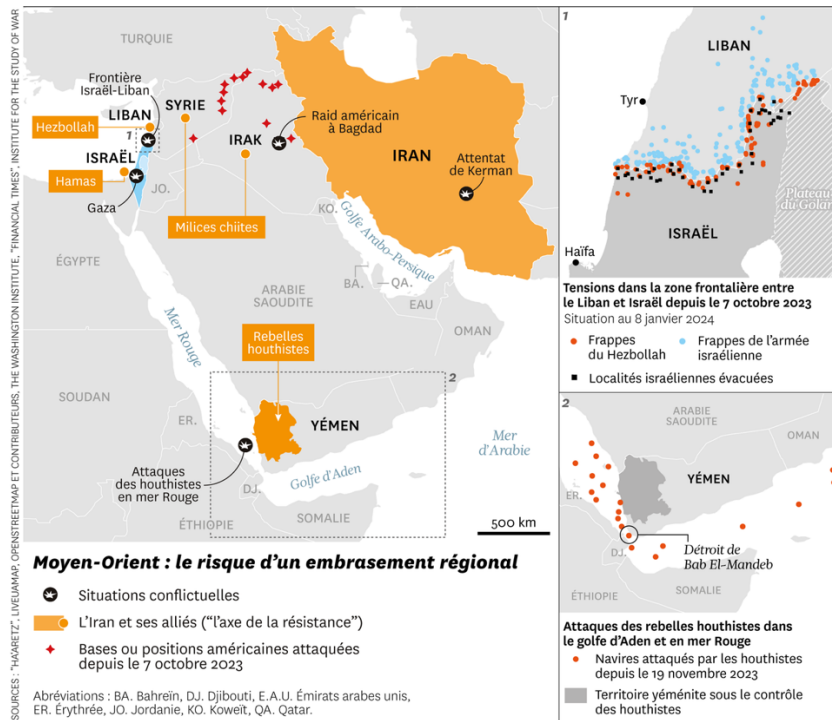 SOURCES : "HA'ARETZ", LIVEUAMAP, OPENSTREETMAP ET CONTRIBUTEURS, THE WASHINGTON INSTITUTE, "FINANCIAL TIMES", INSTITUTE FOR THE STUDY OF WAR
TURQUIE
Frontière
Israël-Liban
SYRIE
LIBAN
Hezbollah
1
ISRAËL
Hamas
Gaza
JO.
IRAK
Raid américain
à Bagdad
IRAN
Attentat
de Kerman
Milices chiites
KO.
Golfe Arabo-Persique
BA.
QA.
EAU
ÉGYPTE
ARABIE
SAOUDITE
OMAN
Mer Rouge
Rebelles
houthistes
2
SOUDAN
ER.
YÉMEN
Mer
d'Arabie
Attaques
des houthistes
en mer Rouge
Golfe d'Aden
DJ.
ÉTHIOPIE
SOMALIE
500 km
Moyen-Orient : le risque d'un embrasement régional
Situations conflictuelles
L'Iran et ses alliés ("l'axe de la résistance")
Bases ou positions américaines attaquées
depuis le 7 octobre 2023
Abréviations : BA. Bahreïn, DJ. Djibouti, E.A.U. Émirats arabes unis,
ER. Érythrée, JO. Jordanie, KO. Koweït, QA. Qatar.
1
LIBAN
Tyr
Plateau
du Golan
ISRAËL
Haïfa
Tensions dans la zone frontalière entre
le Liban et Israël depuis le 7 octobre 2023
Situation au 8 janvier 2024
Frappes
du Hezbollah
Frappes de l'armée
israélienne
Localités israéliennes évacuées
2
ARABIE
SAOUDITE
OMAN
YÉMEN
ER.
DJ.
Détroit de
Bab El-Mandeb
ÉTHIOPIE
SOMALIE
Attaques des rebelles houthistes dans
le golfe d'Aden et en mer Rouge
Navires attaqués par les houthistes
depuis le 19 novembre 2023
Territoire yéménite sous le contrôle
des houthistes